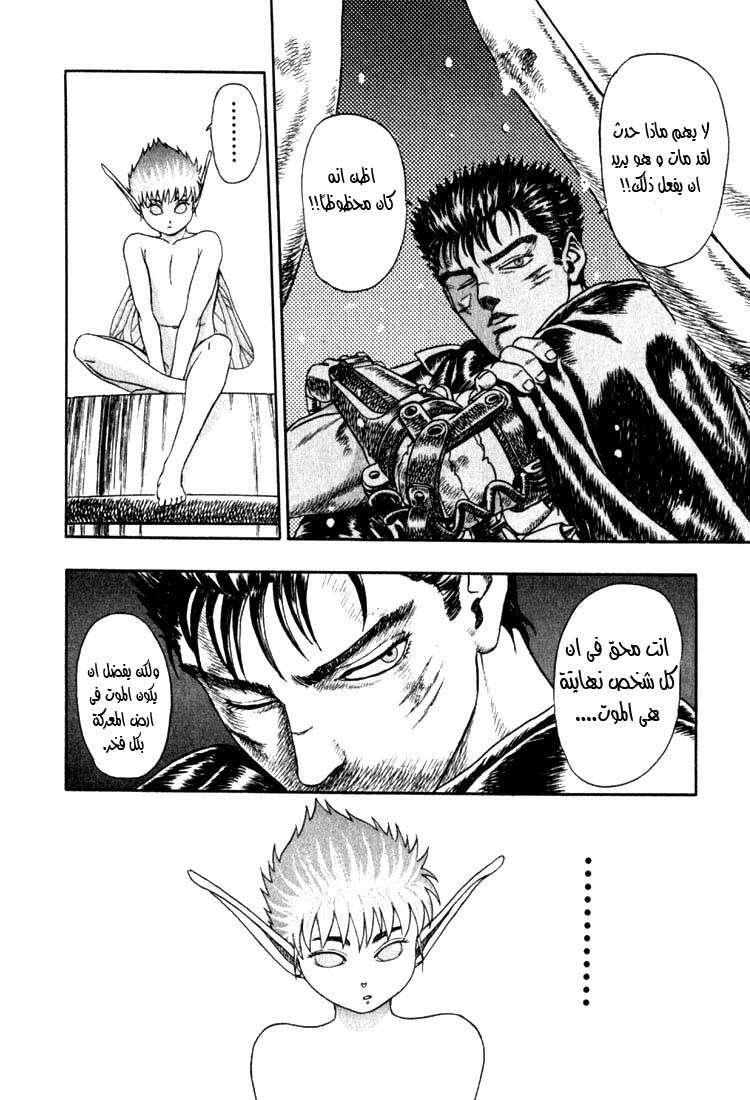 لا يهم ماذا حدث
لقد مات و هو يريد
ان يفعل ذلك!!
اظن انه
كان محظوظا!!
......
انت محق فى ان
كل شخص نهايتة
هى الموت....
ولكن يفضل ان
يكون الموت فى
ارض المعركة
بكل فخر.
........